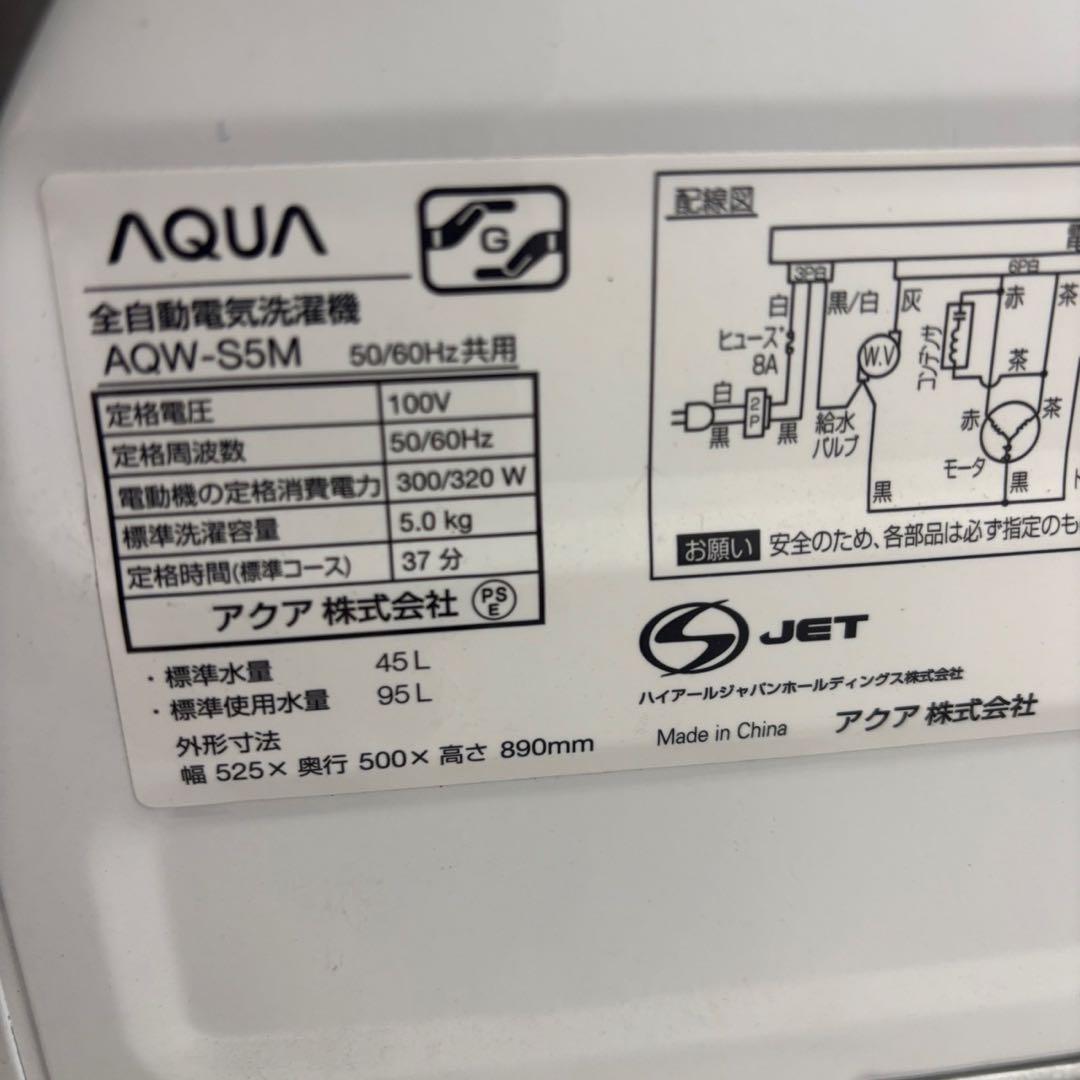 AQUA
G
全自動電気洗濯機
AQW-S5M 50/60Hz共用
定格電圧 100V
定格周波数 50/60Hz
電動機の定格消費電力 300/320 W
標準洗濯容量 5.0 kg
定格時間(標準コース) 37 分
アクア 株式会社 PSE
・標準水量 45L
・標準使用水量 95L
外形寸法
幅 525× 奥行 500× 高さ 890mm
配線図
電
3P白
6P白
白
黒/白
灰
赤
茶
ヒューズ
8A
W.V
コンデンサ
茶
白
2P
黒
黒
給水
バルブ
赤
茶
モータ
黒
黒
お願い 安全のため、各部品は必ず指定のも
S JET
ハイアールジャパンホールディングス株式会社
Made in China アクア 株式会社